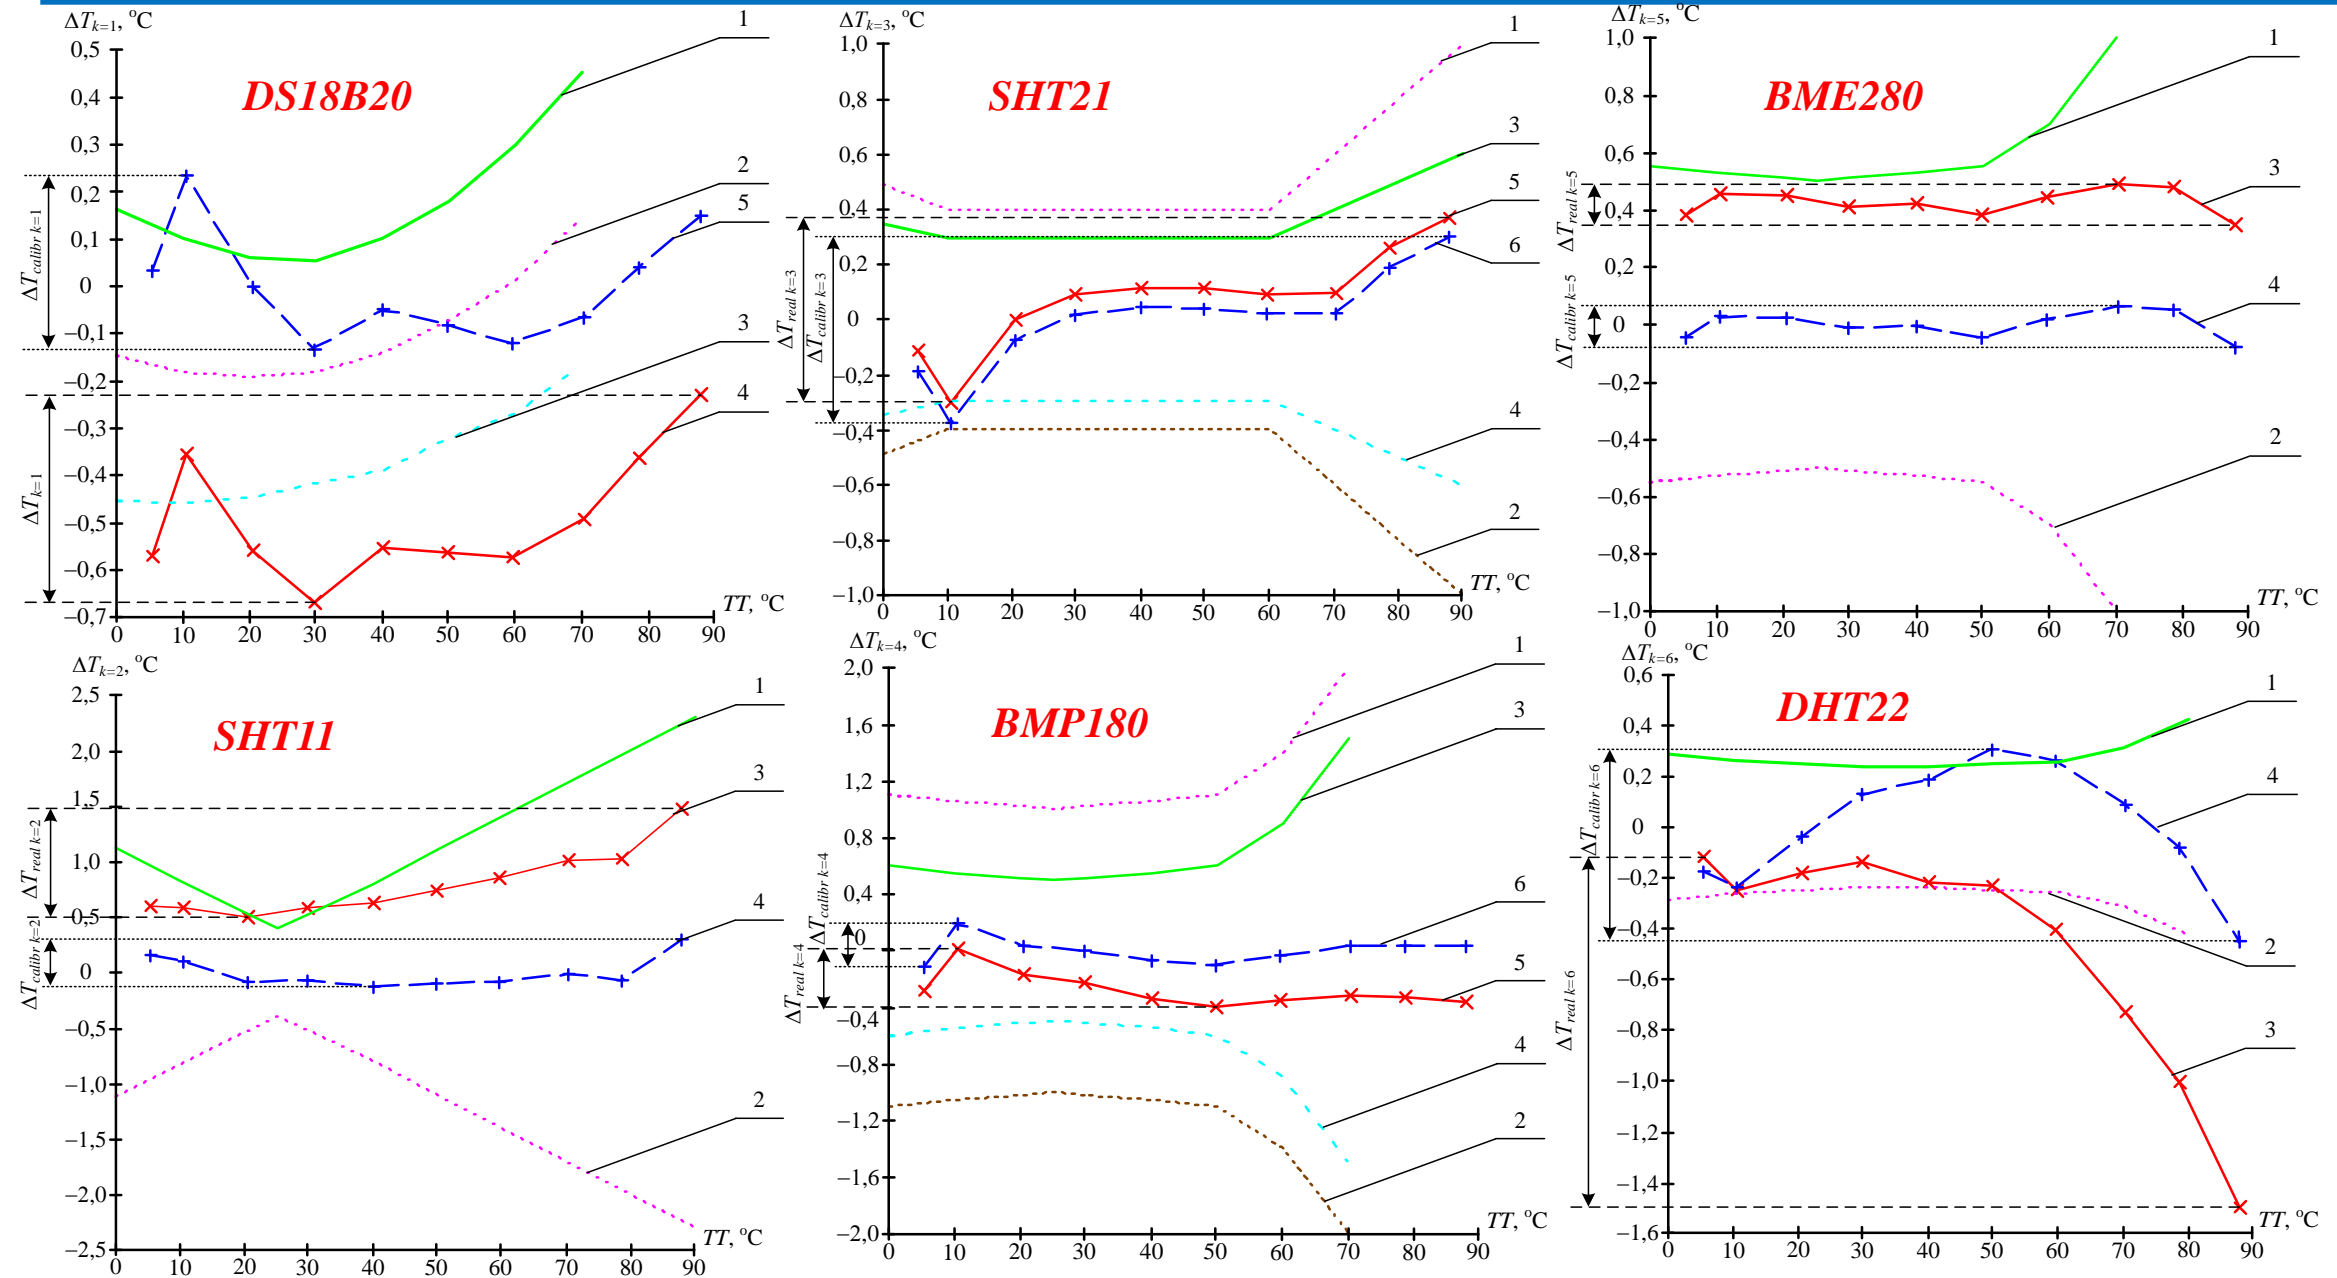 ΔT_{k=1}, °C
DS18B20
0,5
0,4
0,3
0,2
0,1
0
–0,1
–0,2
–0,3
–0,4
–0,5
–0,6
–0,7
ΔT_{calibr k=1}
ΔT_{k=1}
1
2
5
3
4
TT, °C
0 10 20 30 40 50 60 70 80 90
ΔT_{k=3}, °C
SHT21
1,0
0,8
0,6
0,4
0,2
0
–0,2
–0,4
–0,6
–0,8
–1,0
ΔT_{real k=3}
ΔT_{calibr k=3}
1
3
5
6
4
2
TT, °C
0 10 20 30 40 50 60 70 80 90
ΔT_{k=5}, °C
BME280
1,0
0,8
0,6
0,4
0,2
0
–0,2
–0,4
–0,6
–0,8
–1,0
ΔT_{real k=5}
ΔT_{calibr k=5}
1
3
4
2
TT, °C
0 10 20 30 40 50 60 70 80 90
ΔT_{k=2}, °C
SHT11
2,5
2,0
1,5
1,0
0,5
0
–0,5
–1,0
–1,5
–2,0
–2,5
ΔT_{real k=2}
ΔT_{calibr k=2}
1
3
4
2
TT, °C
0 10 20 30 40 50 60 70 80 90
ΔT_{k=4}, °C
BMP180
2,0
1,6
1,2
0,8
0,4
0
–0,4
–0,8
–1,2
–1,6
–2,0
ΔT_{calibr k=4}
ΔT_{real k=4}
1
3
6
5
4
2
TT, °C
0 10 20 30 40 50 60 70 80 90
ΔT_{k=6}, °C
DHT22
0,6
0,4
0,2
0
–0,2
–0,4
–0,6
–0,8
–1,0
–1,2
–1,4
–1,6
ΔT_{calibr k=6}
ΔT_{real k=6}
1
4
2
3
TT, °C
0 10 20 30 40 50 60 70 80 90